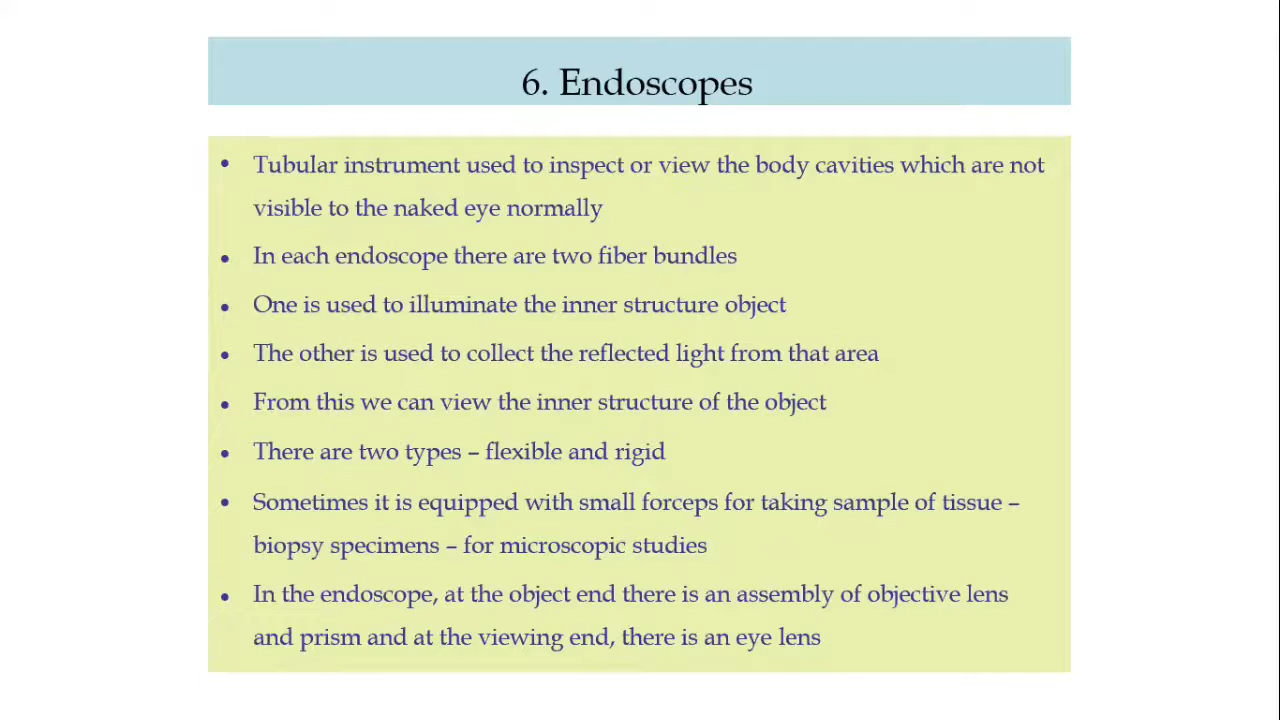 6. Endoscopes
• Tubular instrument used to inspect or view the body cavities which are not
visible to the naked eye normally
• In each endoscope there are two fiber bundles
• One is used to illuminate the inner structure object
• The other is used to collect the reflected light from that area
• From this we can view the inner structure of the object
• There are two types – flexible and rigid
• Sometimes it is equipped with small forceps for taking sample of tissue –
biopsy specimens – for microscopic studies
• In the endoscope, at the object end there is an assembly of objective lens
and prism and at the viewing end, there is an eye lens